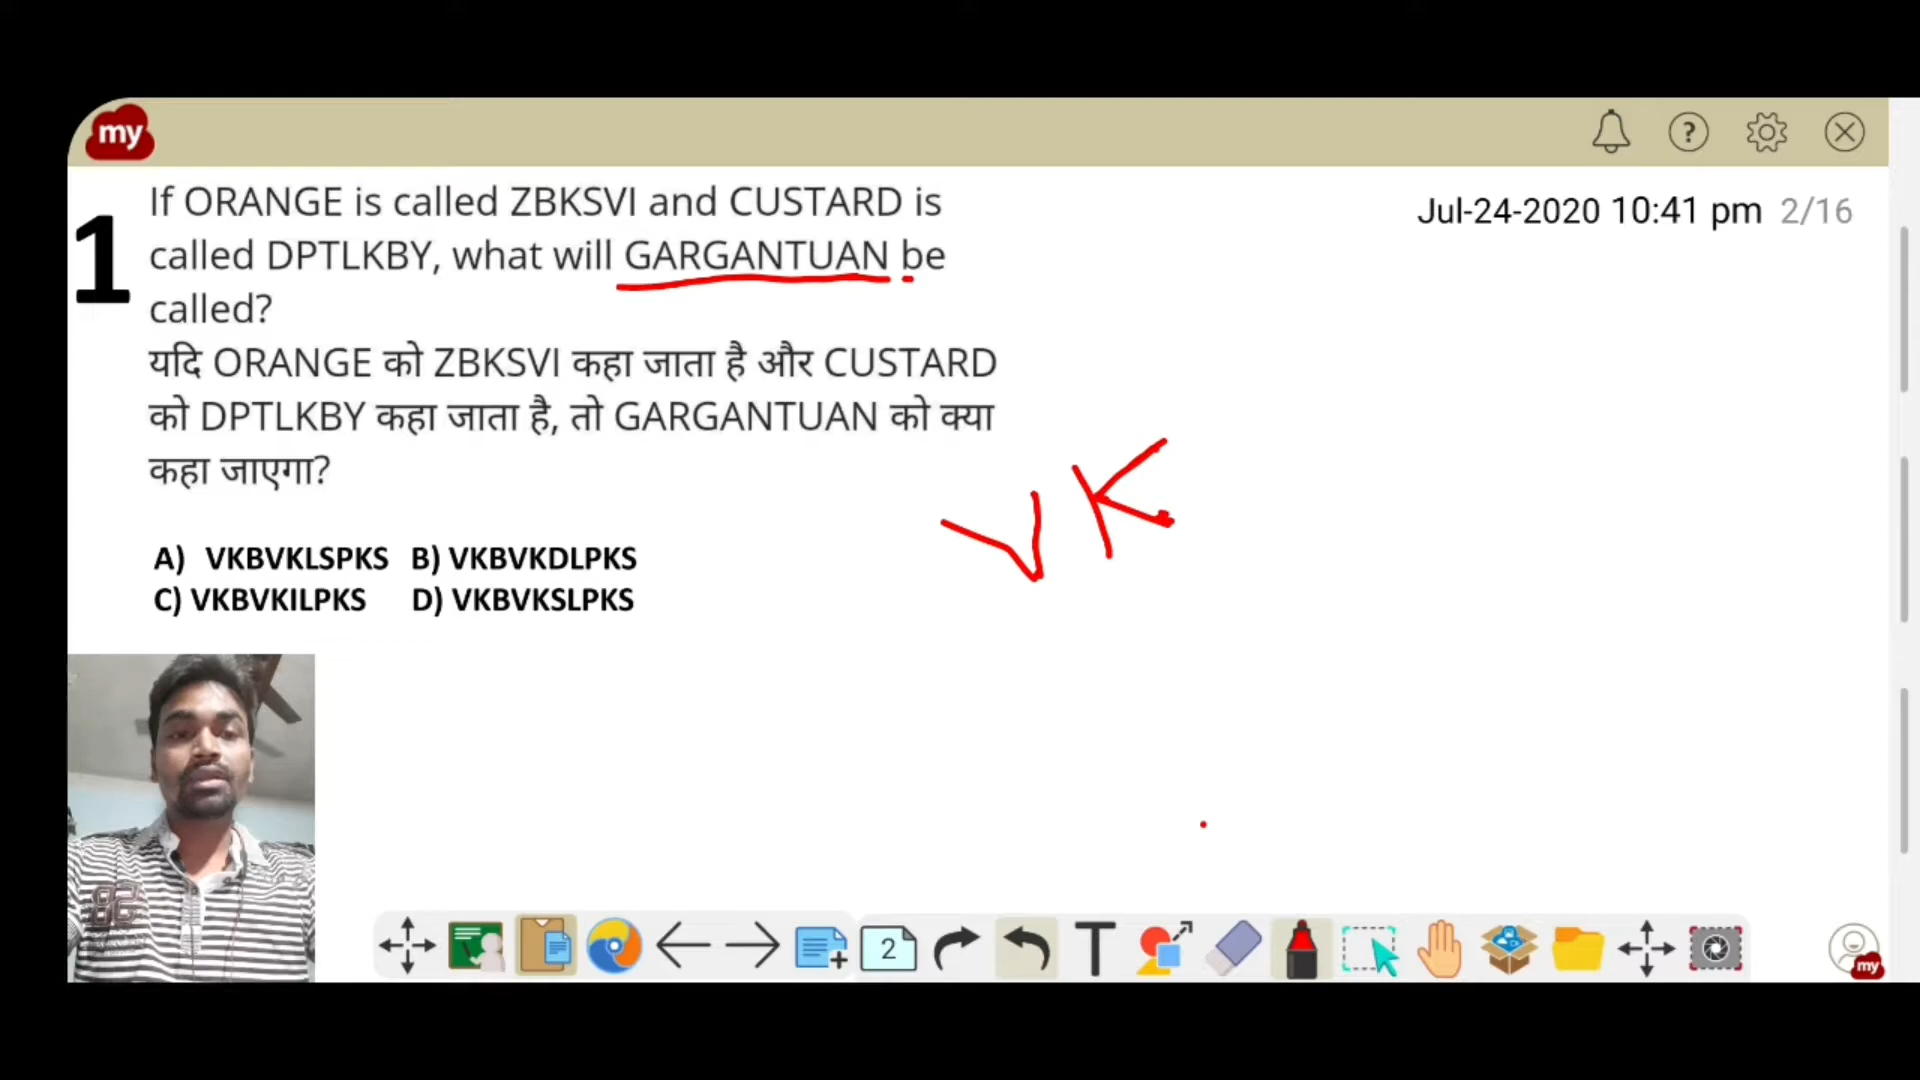 my
If ORANGE is called ZBKSVI and CUSTARD is
called DPTLKBY, what will GARGANTUAN be
called?
1
यदि ORANGE को ZBKSVI कहा जाता है और CUSTARD
को DPTLKBY कहा जाता है, तो GARGANTUAN को क्या
कहा जाएगा?
A) VKBVKLSPKS B) VKBVKDLPKS
C) VKBVKILPKS D) VKBVKSLPKS
Jul-24-2020 10:41 pm 2/16
VK
82
2
T
my